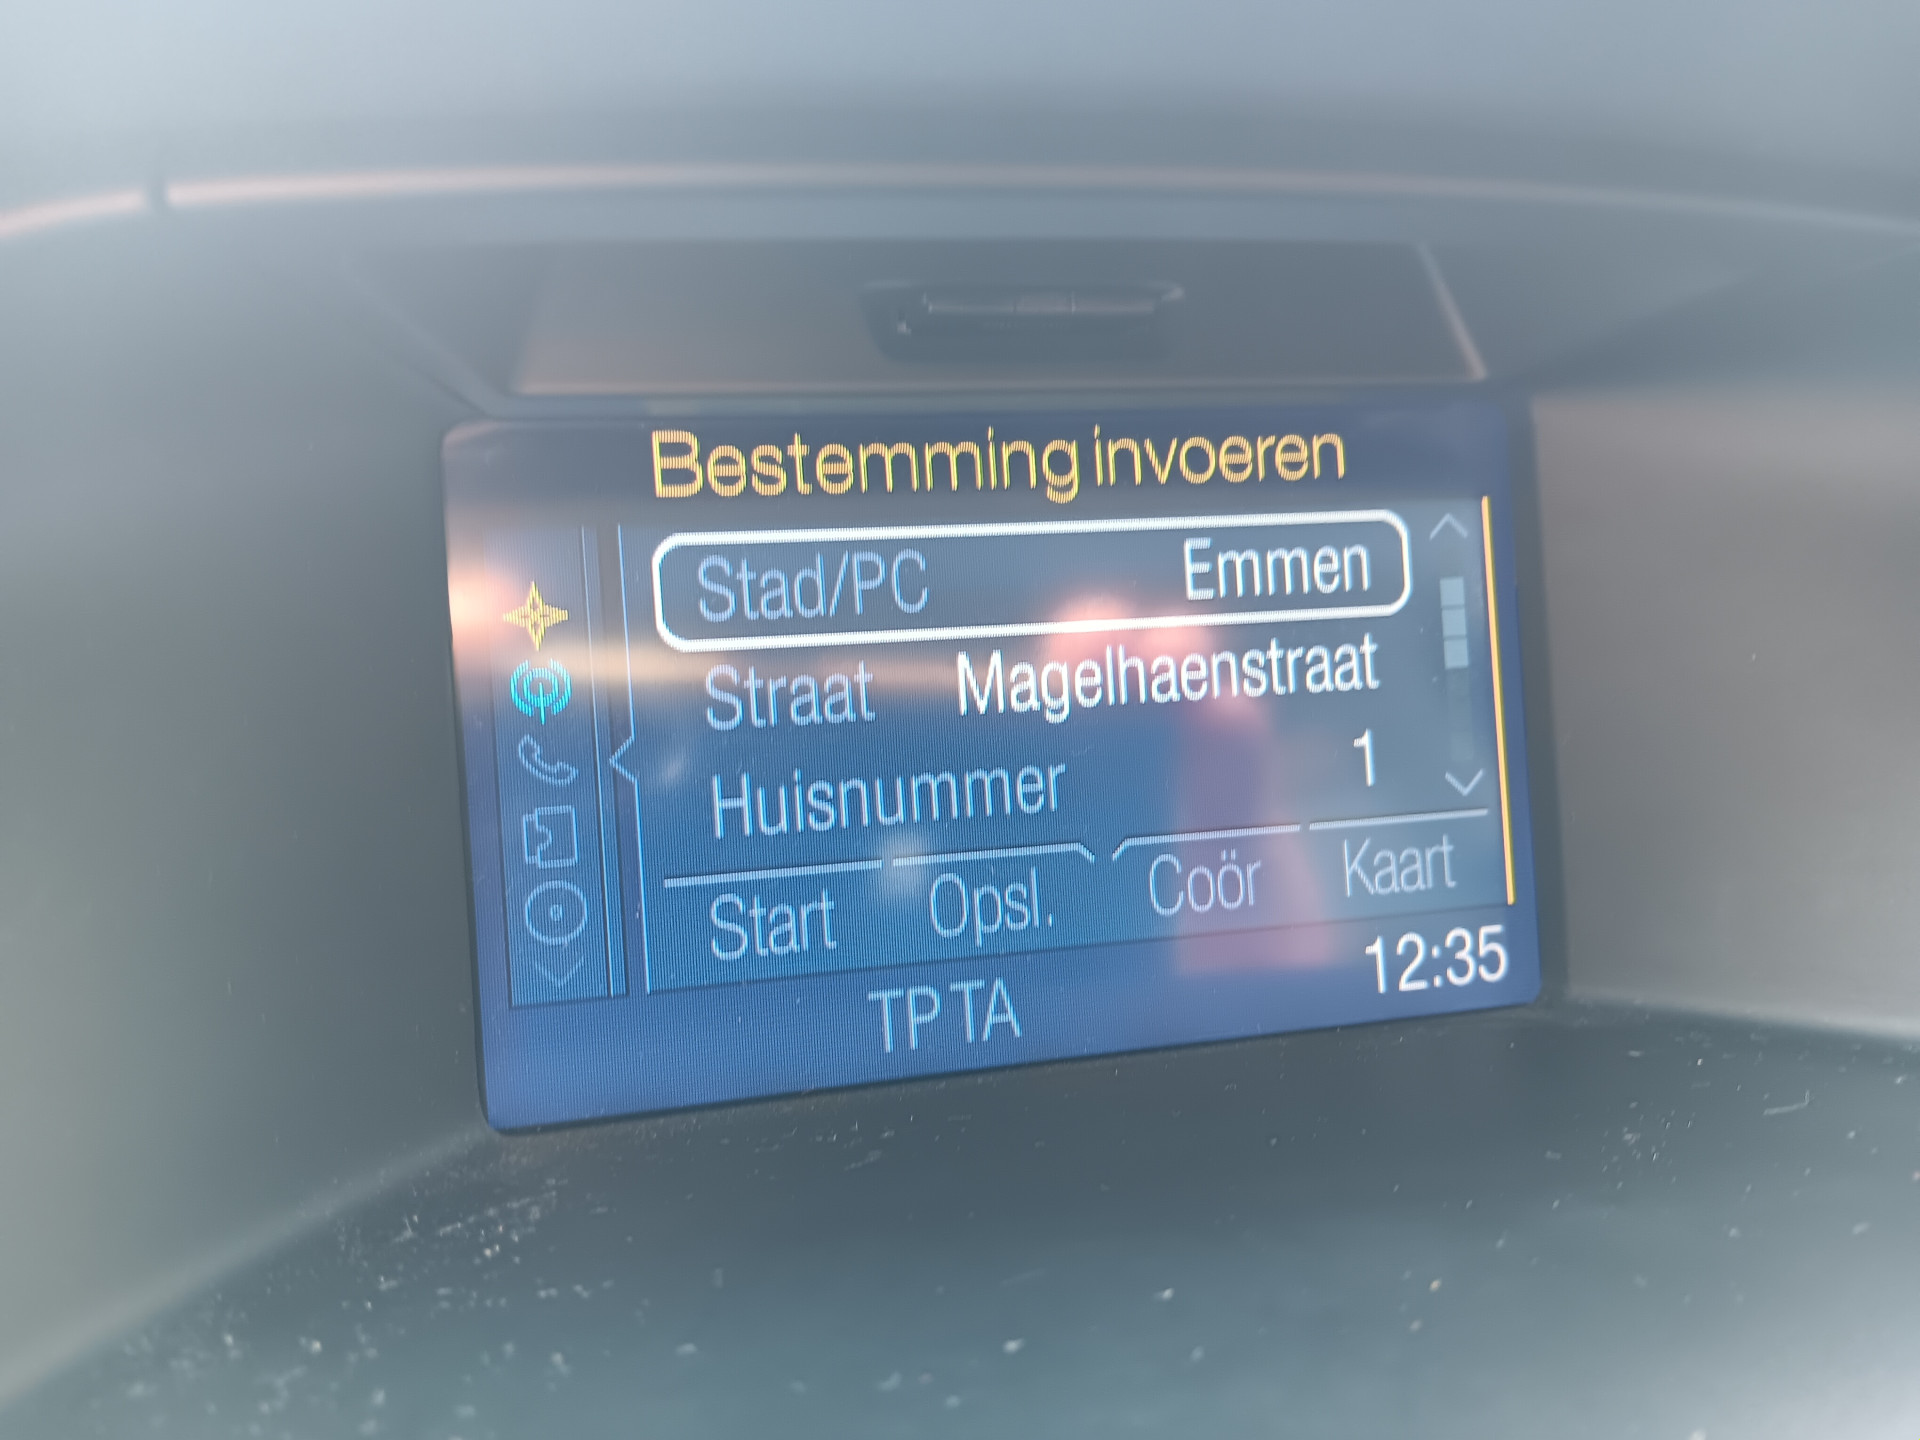 Bestemming invoeren
Stad/PC Emmen
Straat Magelhaenstraat
Huisnummer 1
Start Opsl. Coör Kaart
TP TA 12:35